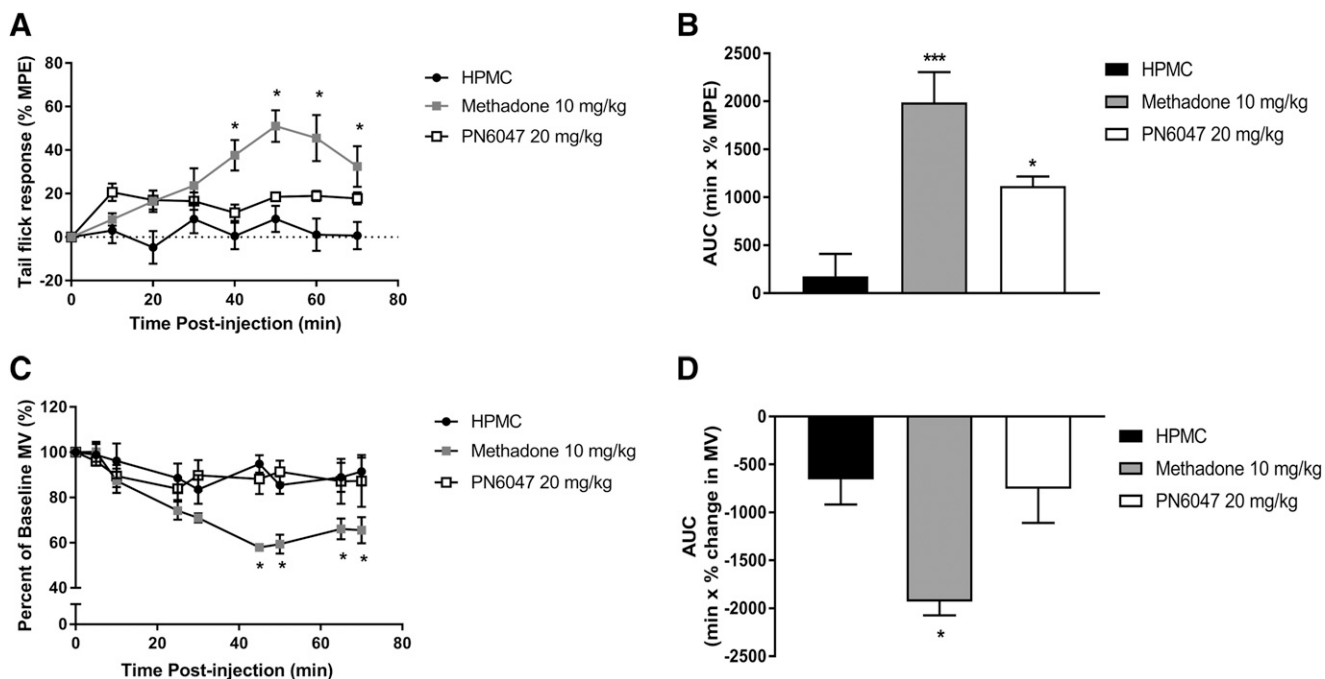 A
Tail flick response (% MPE)
80
60
40
20
0
-20
* * * *
0 20 40 60 80
Time Post-injection (min)
HPMC
Methadone 10 mg/kg
PN6047 20 mg/kg
B
AUC (min x % MPE)
2500
2000
1500
1000
500
0
***
*
HPMC
Methadone 10 mg/kg
PN6047 20 mg/kg
C
Percent of Baseline MV (%)
120
100
80
60
40
0
* * * *
0 20 40 60 80
Time Post-injection (min)
HPMC
Methadone 10 mg/kg
PN6047 20 mg/kg
D
AUC
(min x % change in MV)
0
-500
-1000
-1500
-2000
-2500
*
HPMC
Methadone 10 mg/kg
PN6047 20 mg/kg